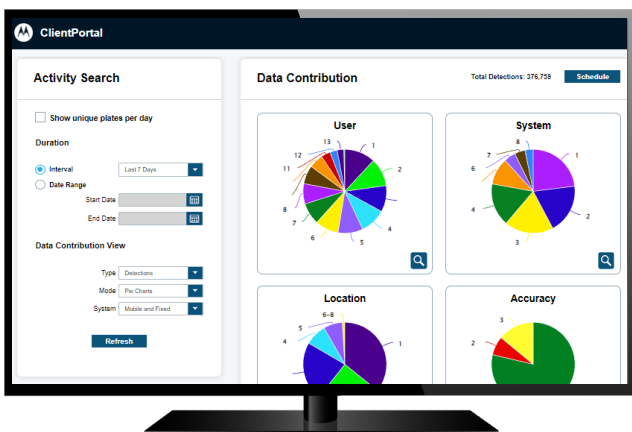 ClientPortal
Activity Search
Show unique plates per day
Duration
Interval
Last 7 Days
Date Range
Start Date
End Date
Data Contribution View
Type
Detections
Mode
Pie Charts
System
Mobile and Fixed
Refresh
Data Contribution
Total Detections: 376,759
Schedule
User
13
1
12
2
11
8
4
7
6
5
System
8
7
1
6
4
2
3
Location
6-8
5
4
1
Accuracy
3
2